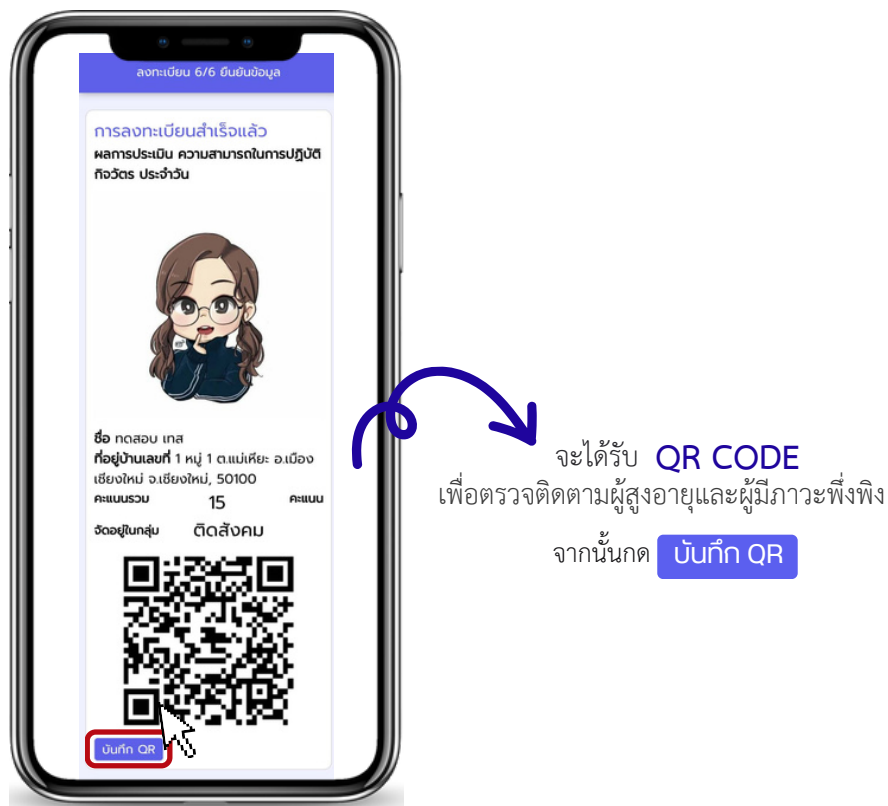 ลงทะเบียน 6/6 ยืนยันข้อมูล
การลงทะเบียนสำเร็จแล้ว
ผลการประเมิน ความสามารถในการปฏิบัติ
กิจวัตร ประจำวัน
ชื่อ ทดสอบ เทส
ที่อยู่บ้านเลขที่ 1 หมู่ 1 ต.แม่เหียะ อ.เมือง
เชียงใหม่ จ.เชียงใหม่, 50100
คะแนนรวม 15 คะแนน
จัดอยู่ในกลุ่ม ติดสังคม
บันทึก QR
จะได้รับ QR CODE
เพื่อตรวจติดตามผู้สูงอายุและผู้มีภาวะพึ่งพิง
จากนั้นกด บันทึก QR